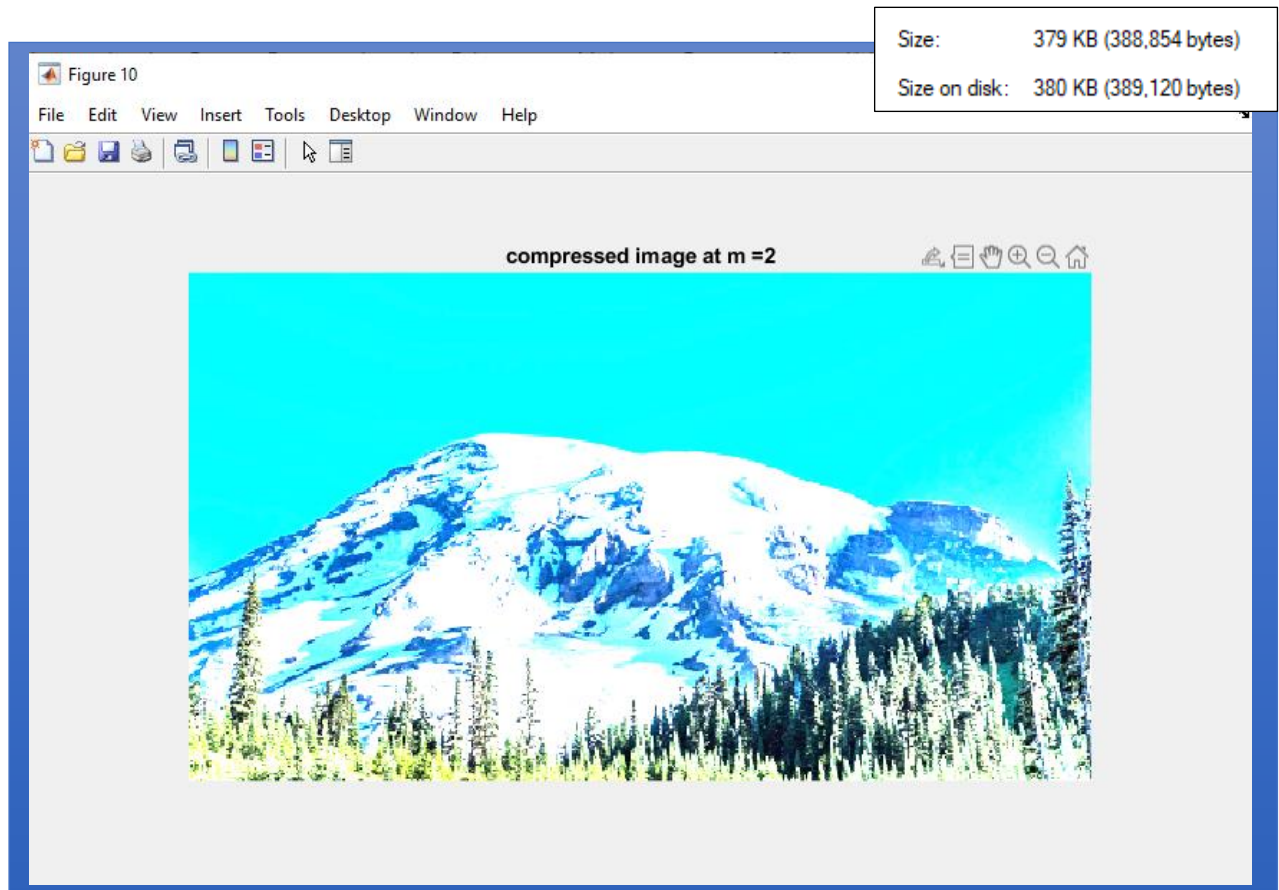 Size: 379 KB (388,854 bytes)
Size on disk: 380 KB (389,120 bytes)
Figure 10
File Edit View Insert Tools Desktop Window Help
compressed image at m =2